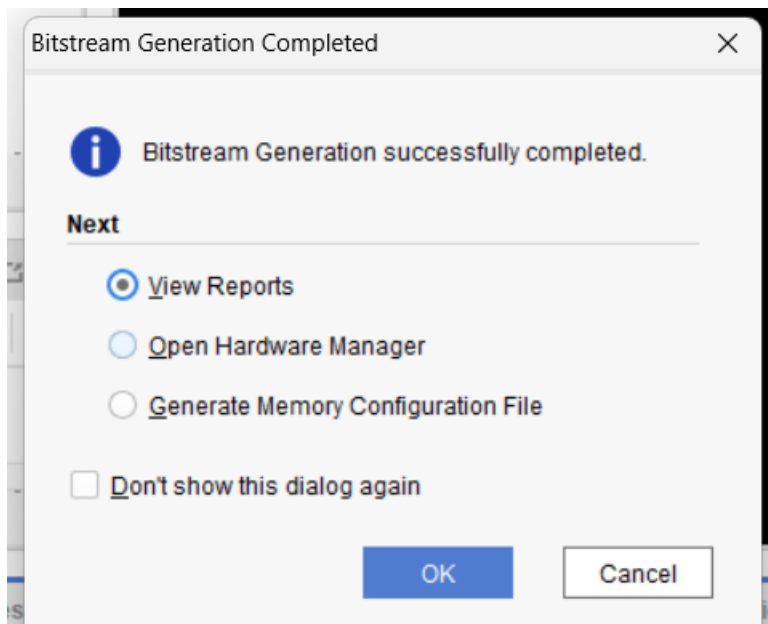 Bitstream Generation Completed
Bitstream Generation successfully completed.
Next
View Reports
Open Hardware Manager
Generate Memory Configuration File
Don't show this dialog again
OK
Cancel